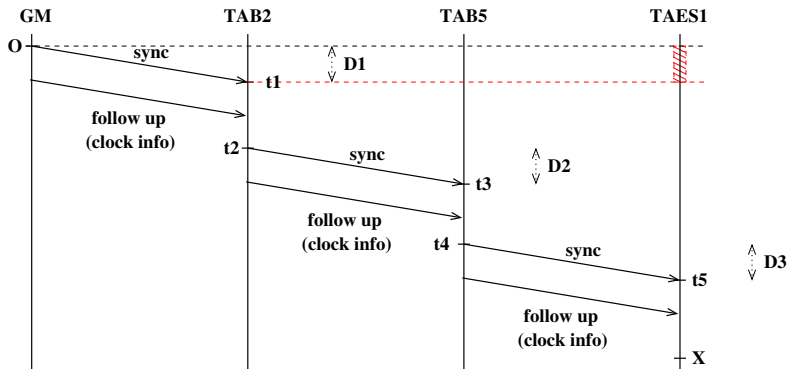 GM TAB2 TAB5 TAES1
O
sync
D1
t1
follow up
(clock info)
t2
sync
D2
t3
follow up
(clock info)
t4
sync
D3
t5
follow up
(clock info)
X